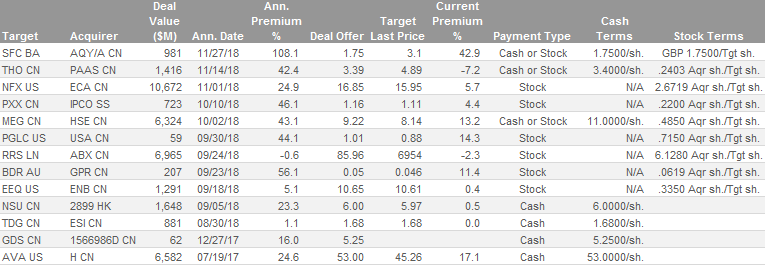 Target Acquirer Deal Value ($M) Ann. Date Ann. Premium % Deal Offer Target Last Price Current Premium % Payment Type Cash Terms Stock Terms
SFC BA AQY/A CN 981 11/27/18 108.1 1.75 3.1 42.9 Cash or Stock 1.7500/sh. GBP 1.7500/Tgt sh.
THO CN PAAS CN 1,416 11/14/18 42.4 3.39 4.89 -7.2 Cash or Stock 3.4000/sh. .2403 Aqr sh./Tgt sh.
NFX US ECA CN 10,672 11/01/18 24.9 16.85 15.95 5.7 Stock N/A 2.6719 Aqr sh./Tgt sh.
PXX CN IPCO SS 723 10/10/18 46.1 1.16 1.11 4.4 Stock N/A .2200 Aqr sh./Tgt sh.
MEG CN HSE CN 6,324 10/02/18 43.1 9.22 8.14 13.2 Cash or Stock 11.0000/sh. .4850 Aqr sh./Tgt sh.
PGLC US USA CN 59 09/30/18 44.1 1.01 0.88 14.3 Stock N/A .7150 Aqr sh./Tgt sh.
RRS LN ABX CN 6,965 09/24/18 -0.6 85.96 6954 -2.3 Stock N/A 6.1280 Aqr sh./Tgt sh.
BDR AU GPR CN 207 09/23/18 56.1 0.05 0.046 11.4 Stock N/A .0619 Aqr sh./Tgt sh.
EEQ US ENB CN 1,291 09/18/18 5.1 10.65 10.61 0.4 Stock N/A .3350 Aqr sh./Tgt sh.
NSU CN 2899 HK 1,648 09/05/18 23.3 6.00 5.97 0.5 Cash 6.0000/sh.
TDG CN ESI CN 881 08/30/18 1.1 1.68 1.68 0.0 Cash 1.6800/sh.
GDS CN 1566986D CN 62 12/27/17 16.0 5.25 Cash 5.2500/sh.
AVA US H CN 6,582 07/19/17 24.6 53.00 45.26 17.1 Cash 53.0000/sh.